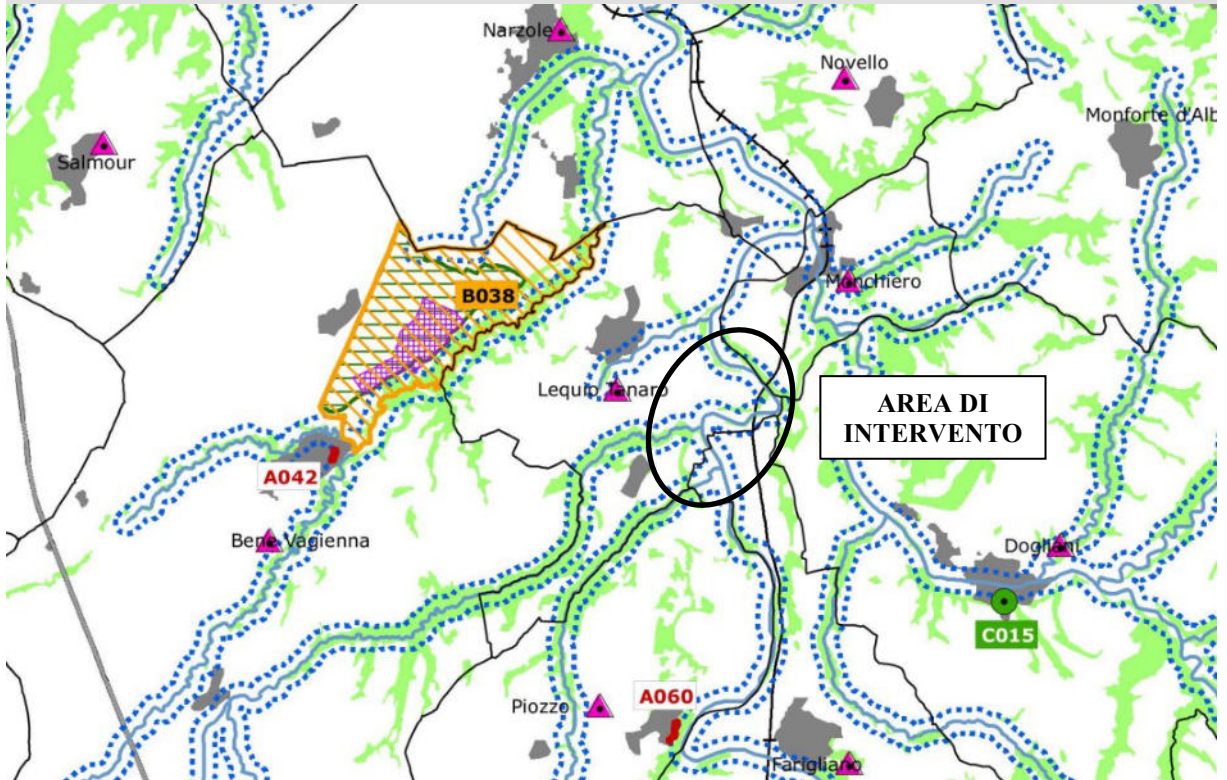 Narzole
Novello
Monforte d'Alb
Salmour
B038
Monchiero
Lequio Tanaro
AREA DI
INTERVENTO
A042
Bene Vagienna
Dogliani
C015
A060
Piozzo
Farigliano